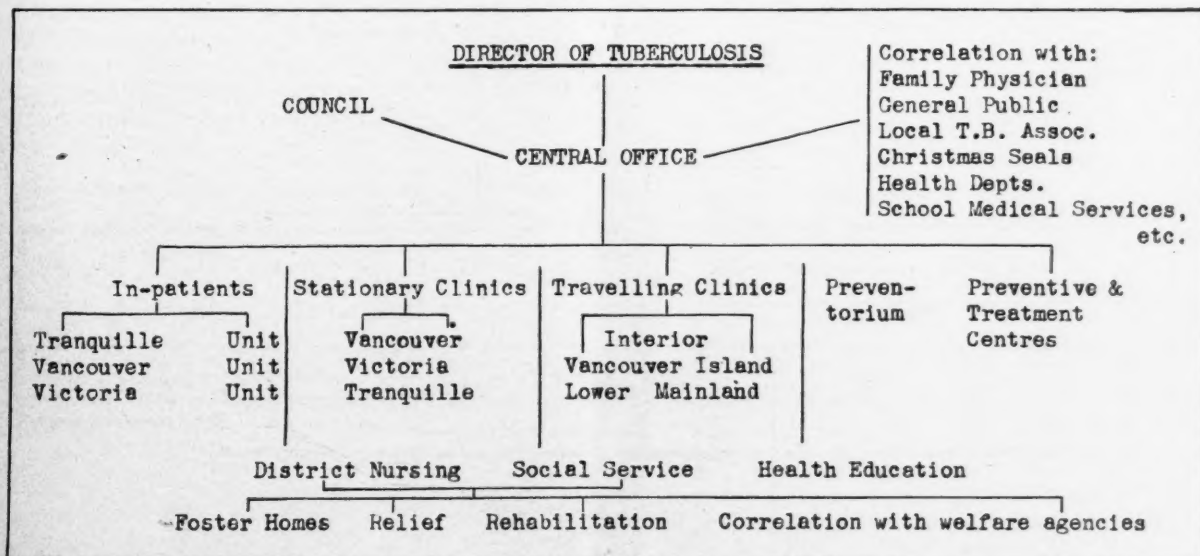 DIRECTOR OF TUBERCULOSIS
COUNCIL
CENTRAL OFFICE
Correlation with:
Family Physician
General Public
Local T.B. Assoc.
Christmas Seals
Health Depts.
School Medical Services,
etc.
In-patients
Tranquille Unit
Vancouver Unit
Victoria Unit
Stationary Clinics
Vancouver
Victoria
Tranquille
Travelling Clinics
Interior
Vancouver Island
Lower Mainland
Preven-
torium
Preventive &
Treatment
Centres
District Nursing Social Service Health Education
Foster Homes Relief Rehabilitation Correlation with welfare agencies